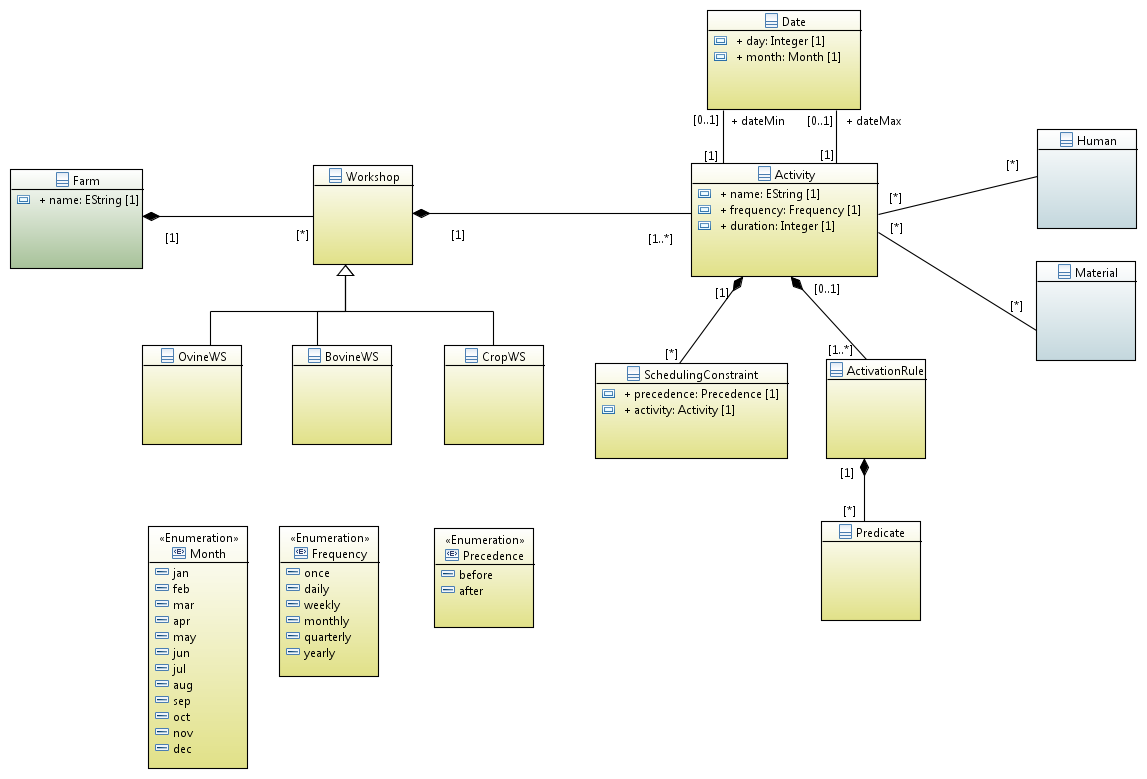 Date
+ day: Integer [1]
+ month: Month [1]
[0..1] + dateMin [0..1] + dateMax
[1] [1]
Human
[*]
Farm
+ name: EString [1]
Workshop
Activity
+ name: EString [1]
+ frequency: Frequency [1]
+ duration: Integer [1]
[*]
[*]
[1] [*] [1] [1..*]
Material
[*]
[1] [0..1]
[*] [1..*]
OvineWS
BovineWS
CropWS
SchedulingConstraint
+ precedence: Precedence [1]
+ activity: Activity [1]
ActivationRule
[1]
[*]
Predicate
«Enumeration»
Month
jan
feb
mar
apr
may
jun
jul
aug
sep
oct
nov
dec
«Enumeration»
Frequency
once
daily
weekly
monthly
quarterly
yearly
«Enumeration»
Precedence
before
after